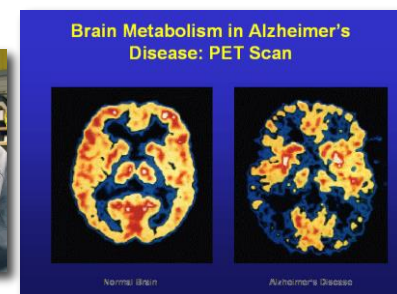 Brain Metabolism in Alzheimer's
Disease: PET Scan
Normal Brain
Alzheimer's Disease